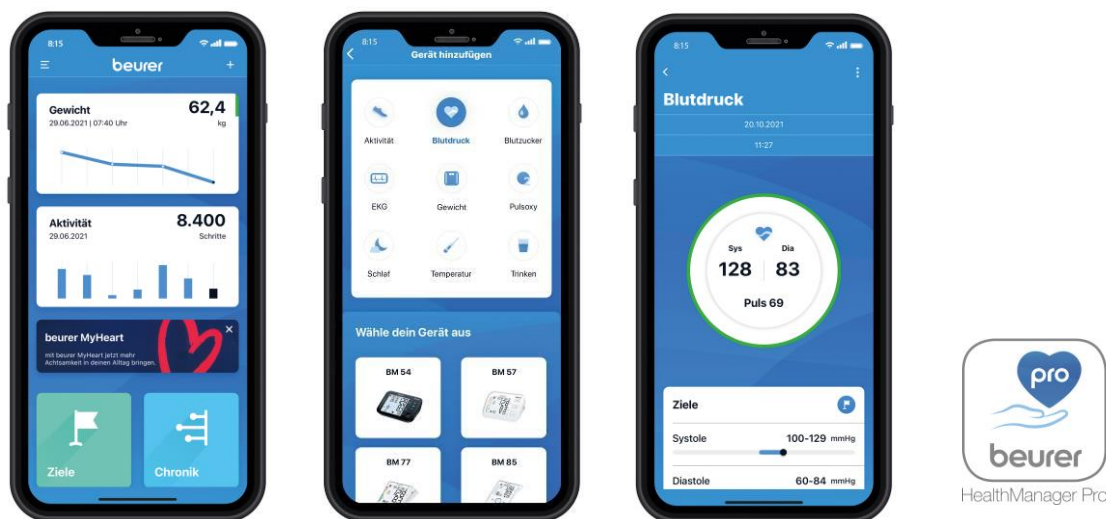 8:15
beurer
Gewicht
62,4
29.06.2021 | 07:40 Uhr
kg
Aktivität
8.400
29.06.2021
Schritte
beurer MyHeart
mit beurer MyHeart jetzt mehr
Achtsamkeit in deinen Alltag bringen.
Ziele
Chronik
8:15
Gerät hinzufügen
Aktivität
Blutdruck
Blutzucker
EKG
Gewicht
Pulsoxy
Schlaf
Temperatur
Trinken
Wähle dein Gerät aus
BM 54
BM 57
BM 77
BM 85
8:15
Blutdruck
20.10.2021
11:27
Sys
Dia
128
83
Puls 69
Ziele
Systole
100-129 mmHg
Diastole
60-84 mmHg
pro
beurer
HealthManager Pro